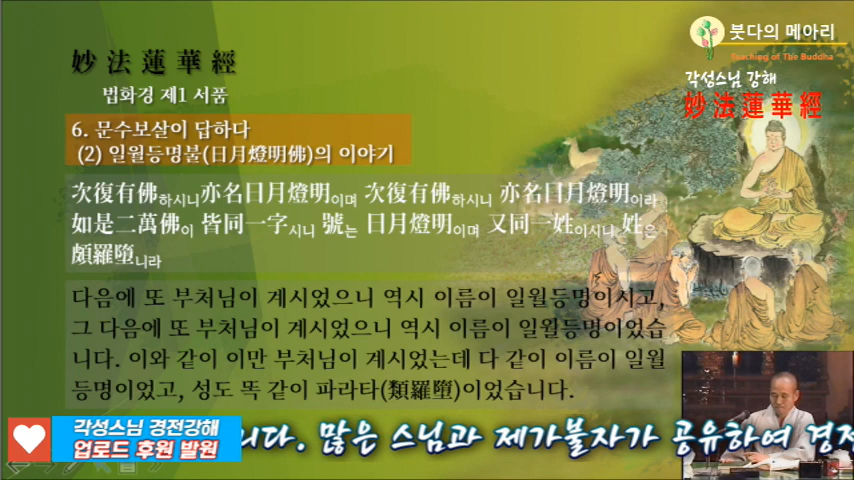 妙法蓮華經
법화경 제1 서품
6. 문수보살이 답하다
(2) 일월등명불(日月燈明佛)의 이야기
次復有佛하시니亦名日月燈明이며 次復有佛하시니 亦名日月燈明이라
如是二萬佛이 皆同一字시니 號는 日月燈明이며 又同一姓이시니 姓은
頗羅墮니라
다음에 또 부처님이 계시었으니 역시 이름이 일월등명이시고,
그 다음에 또 부처님이 계시었으니 역시 이름이 일월등명이었습
니다. 이와 같이 이만 부처님이 계시었는데 다 같이 이름이 일월
등명이었고, 성도 똑 같이 파라타(類羅墮)이었습니다.
붓다의 메아리
Teaching of The Buddha
각성스님 강해
妙法蓮華經
각성스님 경전강해
업로드 후원 발원
니다. 많은 스님과 제가불자가 공유하여 경전